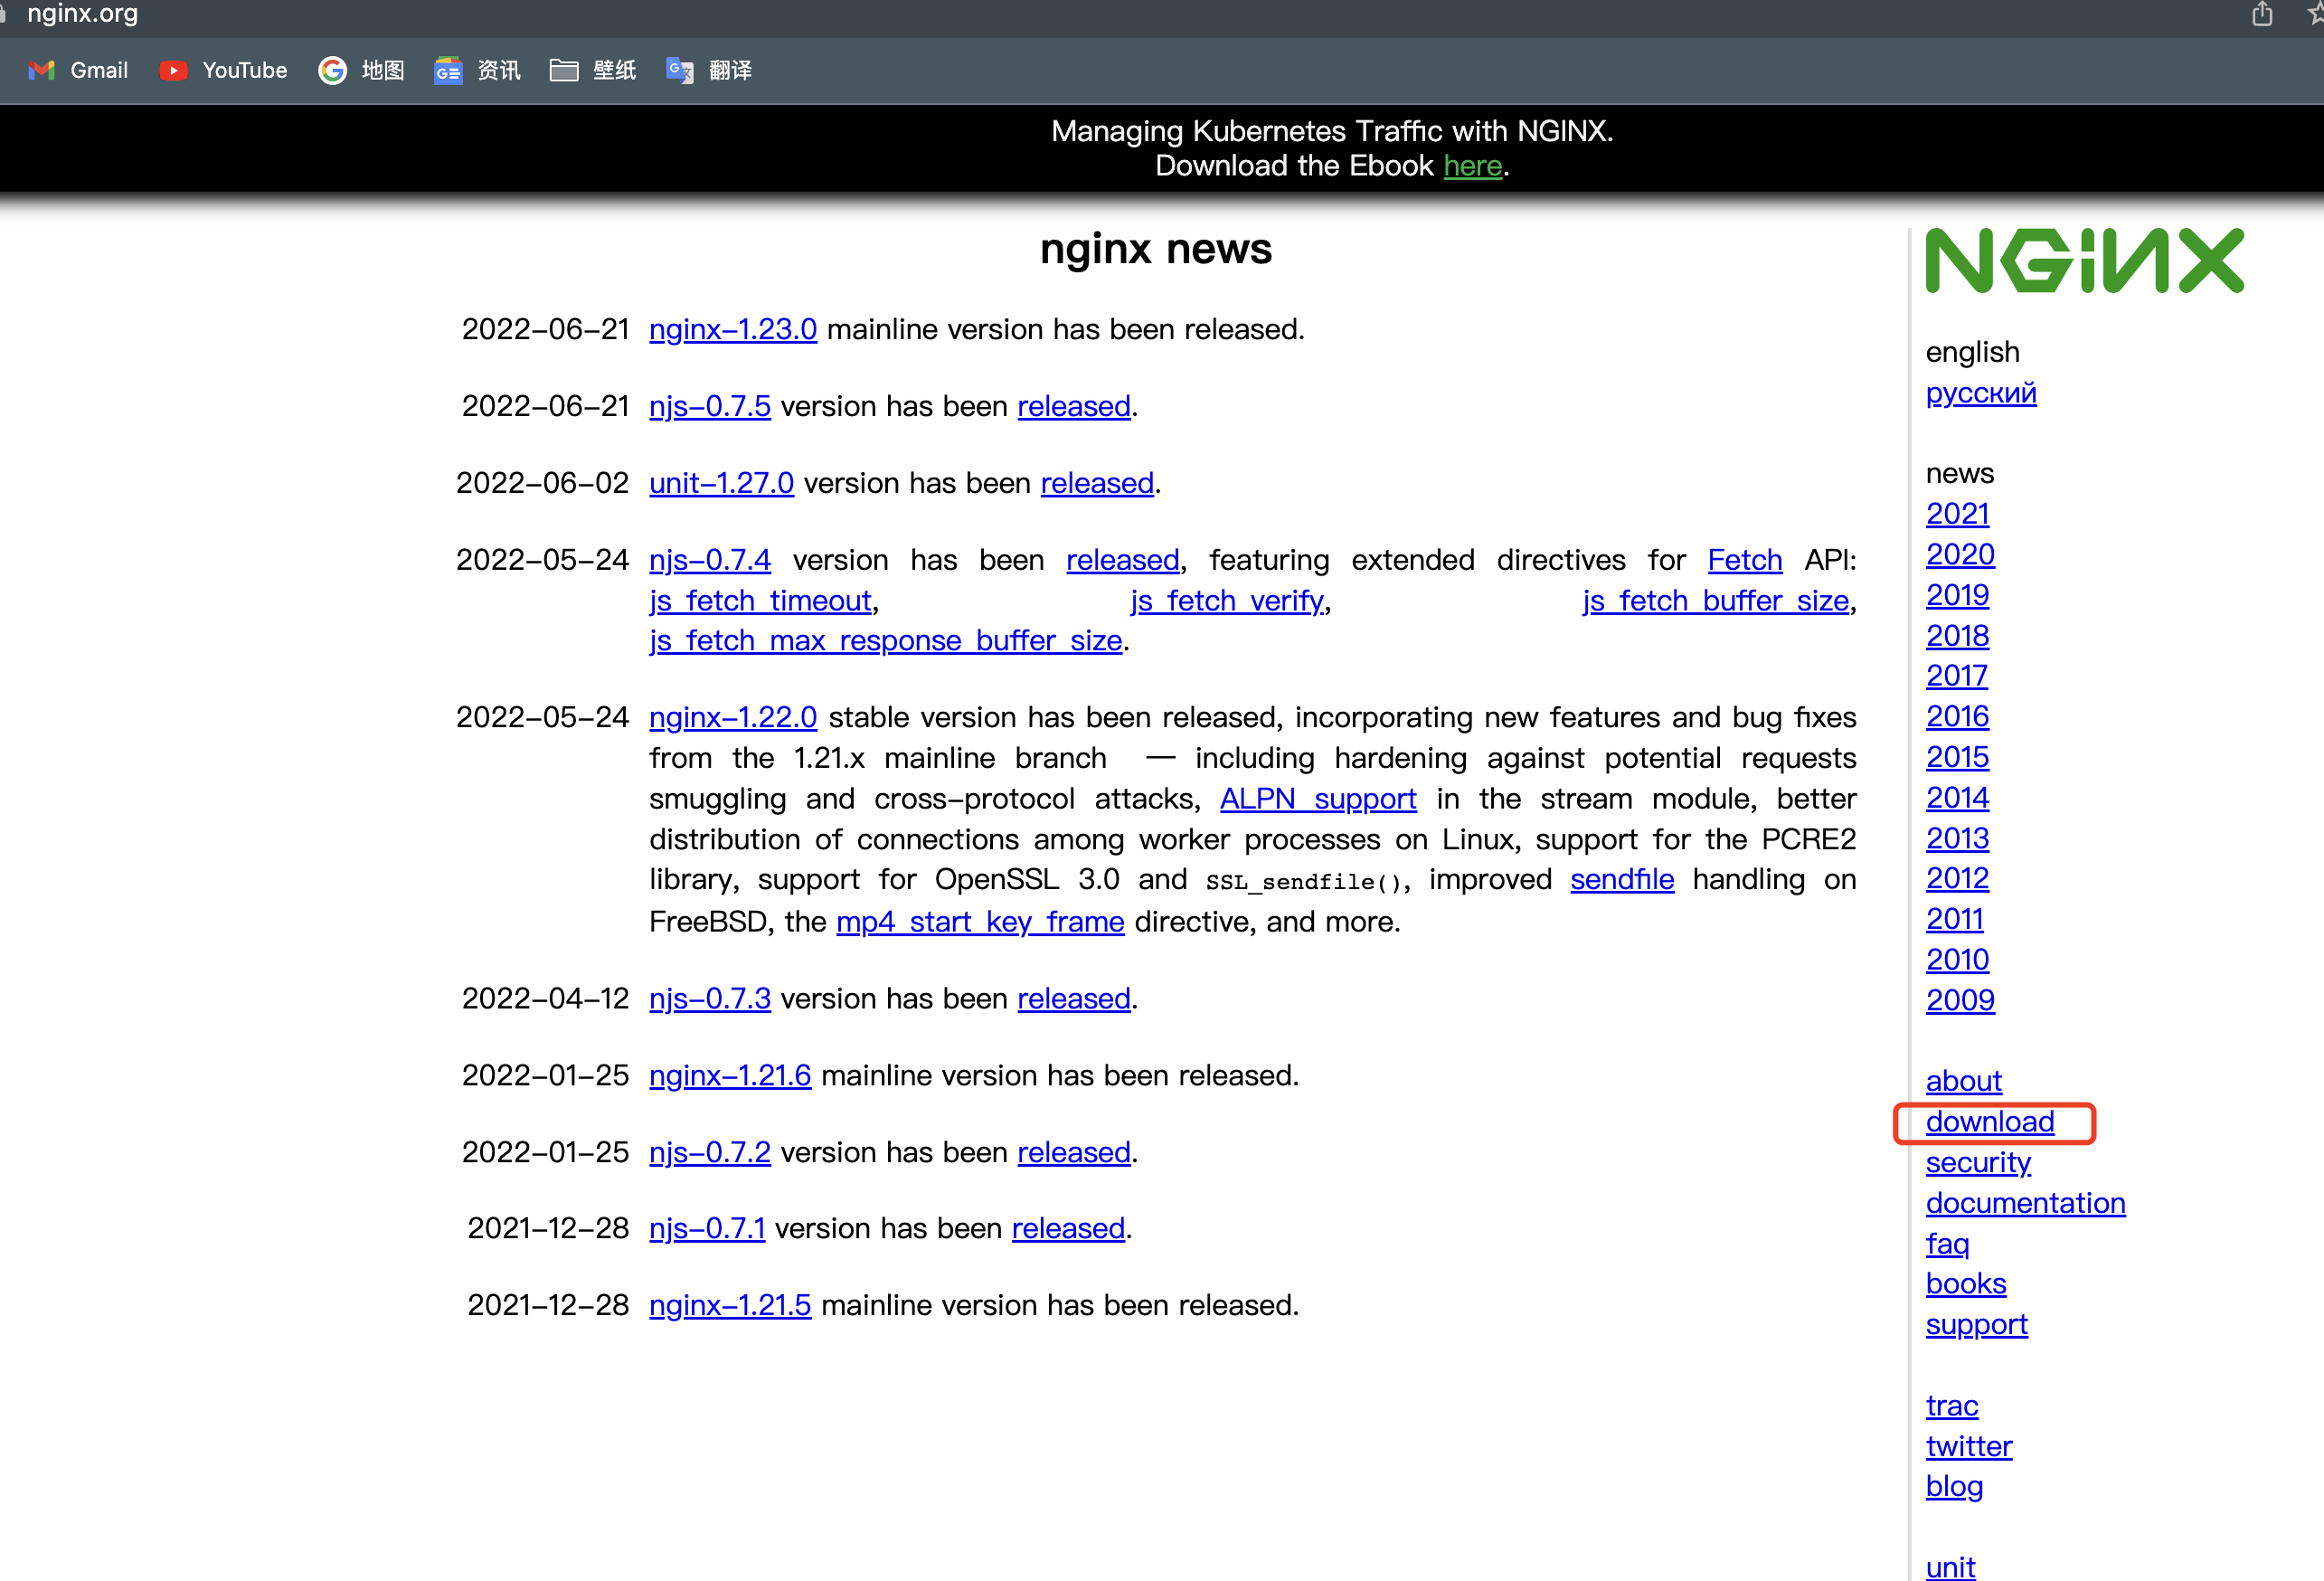 nginx.org
Gmail YouTube 地图 资讯 壁纸 翻译
Managing Kubernetes Traffic with NGINX.
Download the Ebook here.
nginx news
2022-06-21 nginx-1.23.0 mainline version has been released.
2022-06-21 njs-0.7.5 version has been released.
2022-06-02 unit-1.27.0 version has been released.
2022-05-24 njs-0.7.4 version has been released, featuring extended directives for Fetch API:
js_fetch_timeout, js_fetch_verify, js_fetch_buffer_size,
js_fetch_max_response_buffer_size.
2022-05-24 nginx-1.22.0 stable version has been released, incorporating new features and bug fixes
from the 1.21.x mainline branch — including hardening against potential requests
smuggling and cross-protocol attacks, ALPN support in the stream module, better
distribution of connections among worker processes on Linux, support for the PCRE2
library, support for OpenSSL 3.0 and SSL_sendfile(), improved sendfile handling on
FreeBSD, the mp4_start_key_frame directive, and more.
2022-04-12 njs-0.7.3 version has been released.
2022-01-25 nginx-1.21.6 mainline version has been released.
2022-01-25 njs-0.7.2 version has been released.
2021-12-28 njs-0.7.1 version has been released.
2021-12-28 nginx-1.21.5 mainline version has been released.
NGINX
english
русский
news
2021
2020
2019
2018
2017
2016
2015
2014
2013
2012
2011
2010
2009
about
download
security
documentation
faq
books
support
trac
twitter
blog
unit